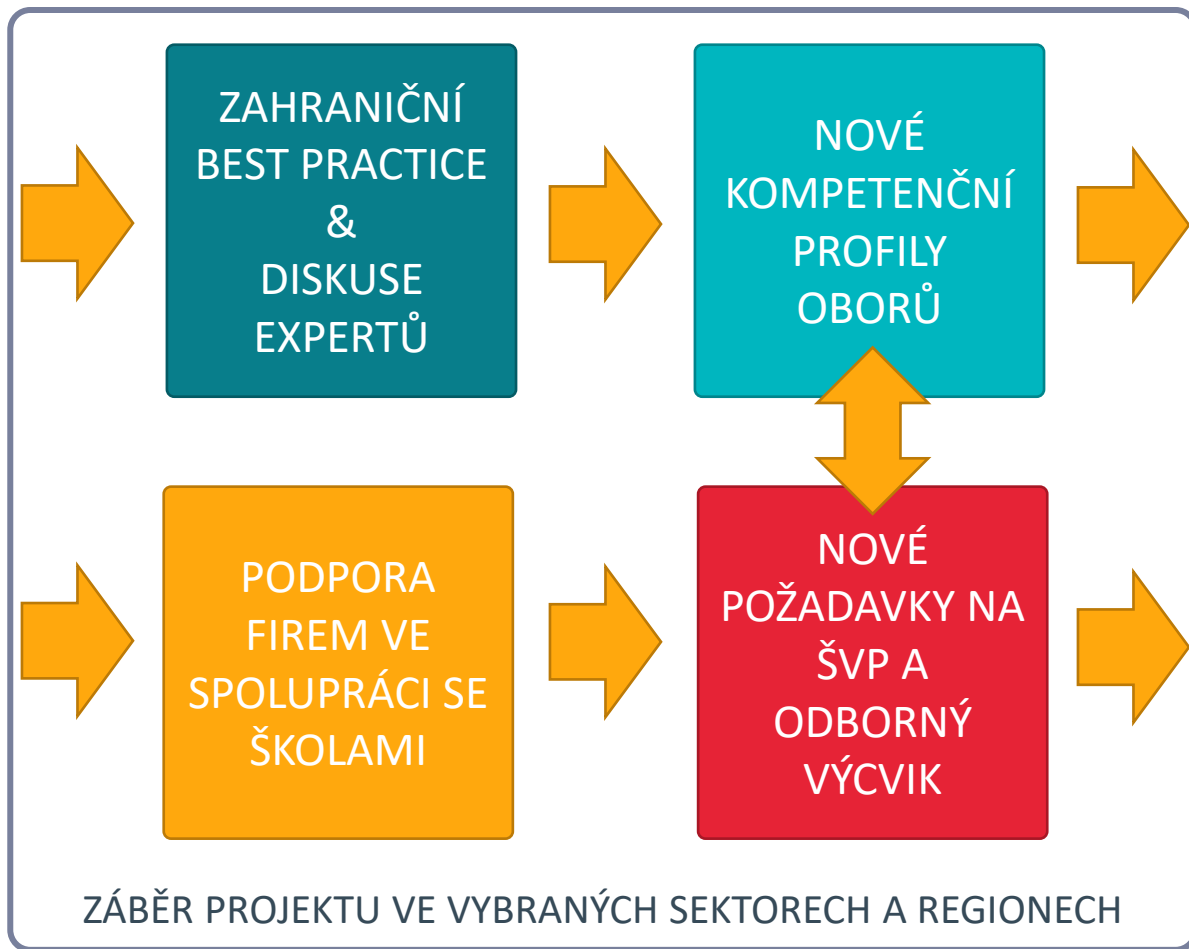 ZAHRANIČNÍ
BEST PRACTICE
&
DISKUSE
EXPERTŮ
NOVÉ
KOMPETENČNÍ
PROFILY
OBORŮ
PODPORA
FIREM VE
SPOLUPRÁCI SE
ŠKOLAMI
NOVÉ
POŽADAVKY NA
ŠVP A
ODBORNÝ
VÝCVIK
ZÁBĚR PROJEKTU VE VYBRANÝCH SEKTORECH A REGIONECH